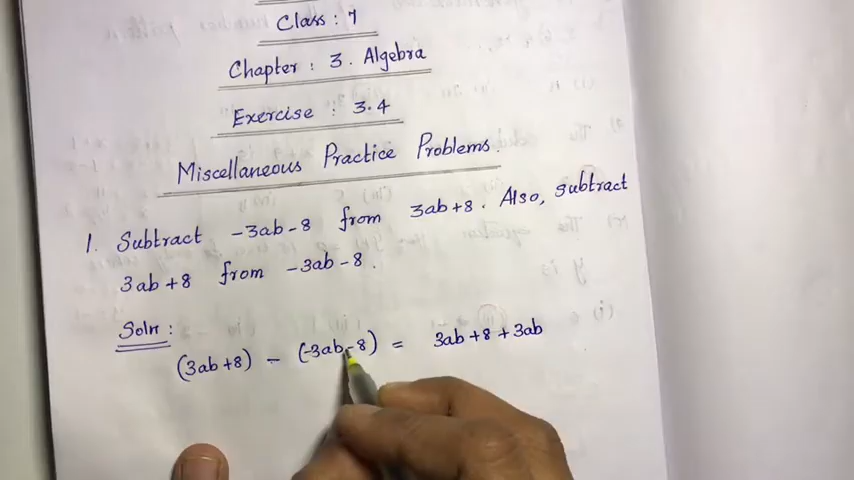 Class : 7
Chapter : 3. Algebra
Exercise : 3.4
Miscellaneous Practice Problems.
1. Subtract -3ab-8 from 3ab+8. Also, subtract
3ab+8 from -3ab-8.
Soln :
(3ab+8) - (-3ab-8) = 3ab+8+3ab